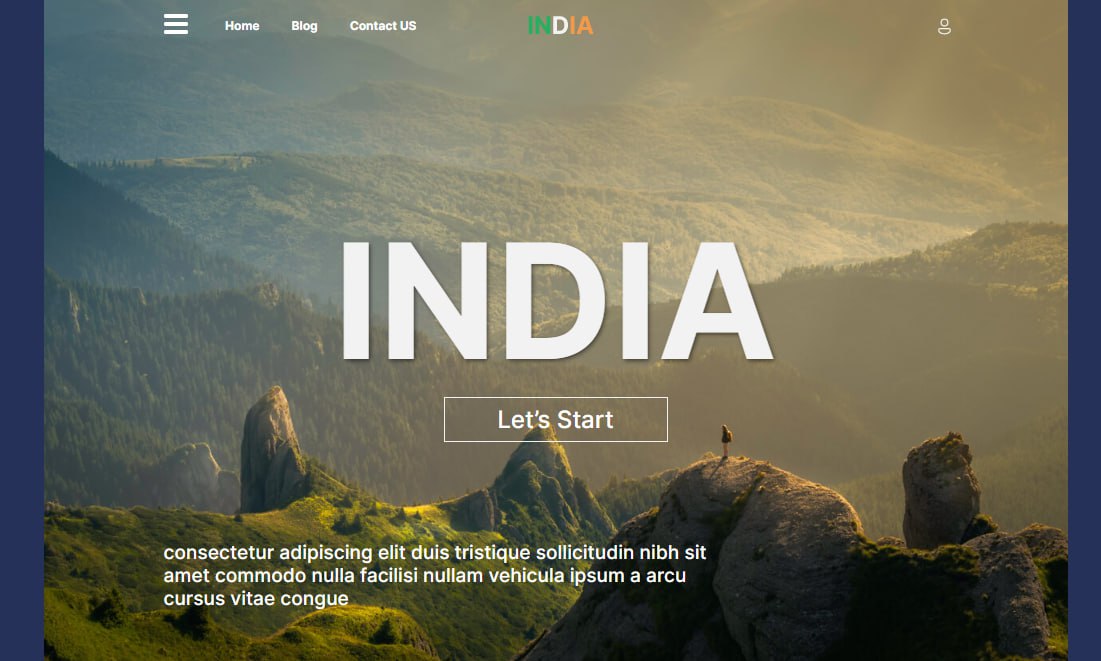 Home Blog Contact US INDIA
INDIA
Let’s Start
consectetur adipiscing elit duis tristique sollicitudin nibh sit
amet commodo nulla facilisi nullam vehicula ipsum a arcu
cursus vitae congue